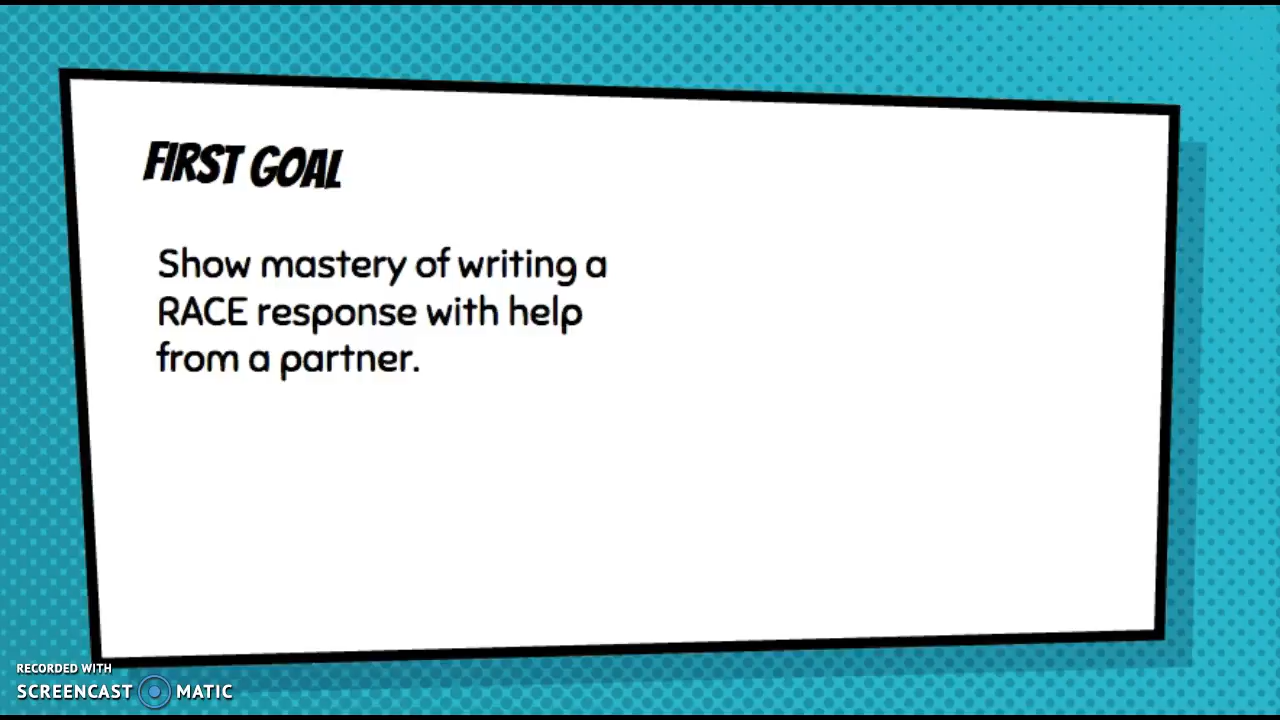 FIRST GOAL
Show mastery of writing a
RACE response with help
from a partner.
RECORDED WITH
SCREENCAST MATIC